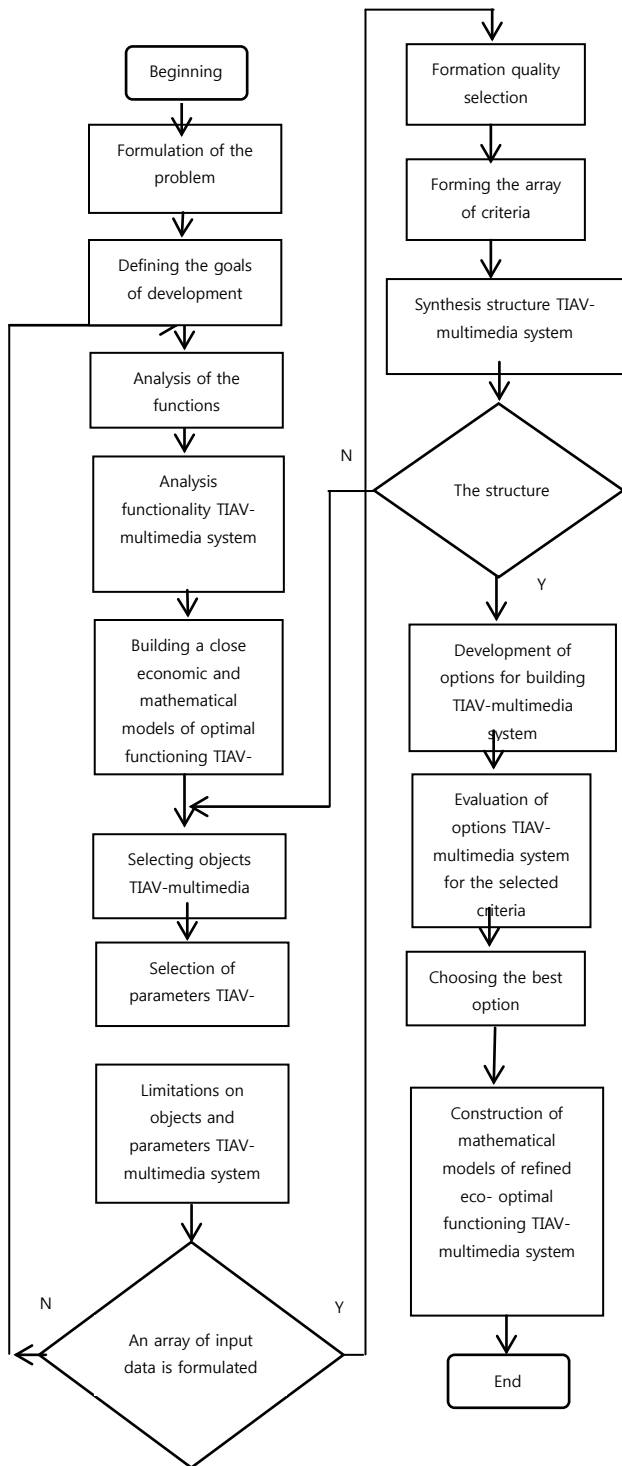 Beginning
Formulation of the
problem
Defining the goals
of development
Analysis of the
functions
Analysis
functionality TIAV-
multimedia system
Building a close
economic and
mathematical
models of optimal
functioning TIAV-
Selecting objects
TIAV-multimedia
Selection of
parameters TIAV-
Limitations on
objects and
parameters TIAV-
multimedia system
N
Y
An array of input
data is formulated
Formation quality
selection
Forming the array
of criteria
Synthesis structure TIAV-
multimedia system
N
The structure
Y
Development of
options for building
TIAV-multimedia
system
Evaluation of
options TIAV-
multimedia system
for the selected
criteria
Choosing the best
option
Construction of
mathematical
models of refined
eco- optimal
functioning TIAV-
multimedia system
End